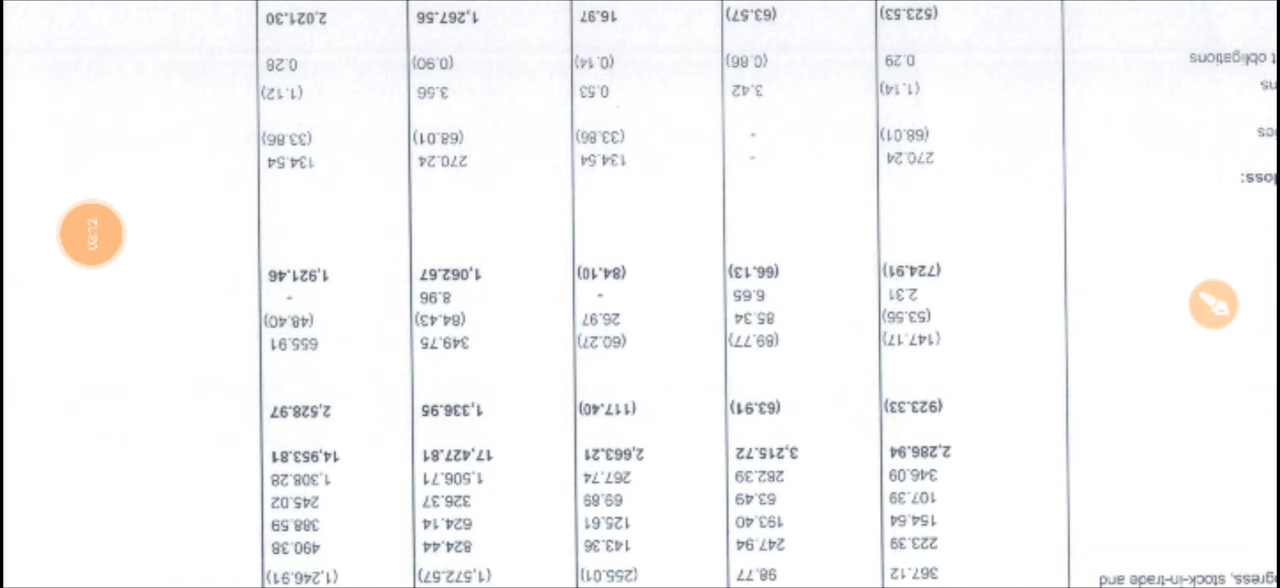 gress, stock-in-trade and 367.12 98.77 (255.01) (1,572.57) (1,246.91)
223.39 247.94 143.36 824.44 490.38
154.64 193.40 125.61 624.14 388.59
107.39 63.49 69.89 326.37 245.02
346.09 282.39 267.74 1,506.71 1,308.28
2,286.94 3,215.72 2,663.21 17,427.81 14,953.81
(923.33) (63.91) (117.40) 1,336.95 2,528.97
(147.17) (89.77) (60.27) 349.75 655.91
(53.56) 85.34 26.97 (84.43) (48.40)
2.31 6.65 - 8.96 -
(724.91) (66.13) (84.10) 1,062.67 1,921.46
loss:
270.24 - 134.54 270.24 134.54
(68.01) - (33.86) (68.01) (33.86)
(1.14) 3.42 0.53 3.56 (1.12)
t obligations 0.29 (0.86) (0.14) (0.90) 0.28
(523.53) (63.57) 16.97 1,267.56 2,021.30
03:12